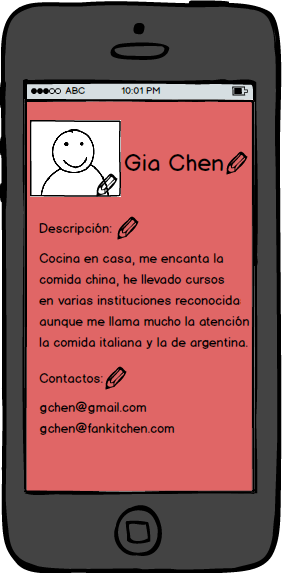 ABC 10:01 PM
Gia Chen
Descripción:
Cocina en casa, me encanta la
comida china, he llevado cursos
en varias instituciones reconocida
aunque me llama mucho la atención
la comida italiana y la de argentina.
Contactos:
gchen@gmail.com
gchen@fankitchen.com